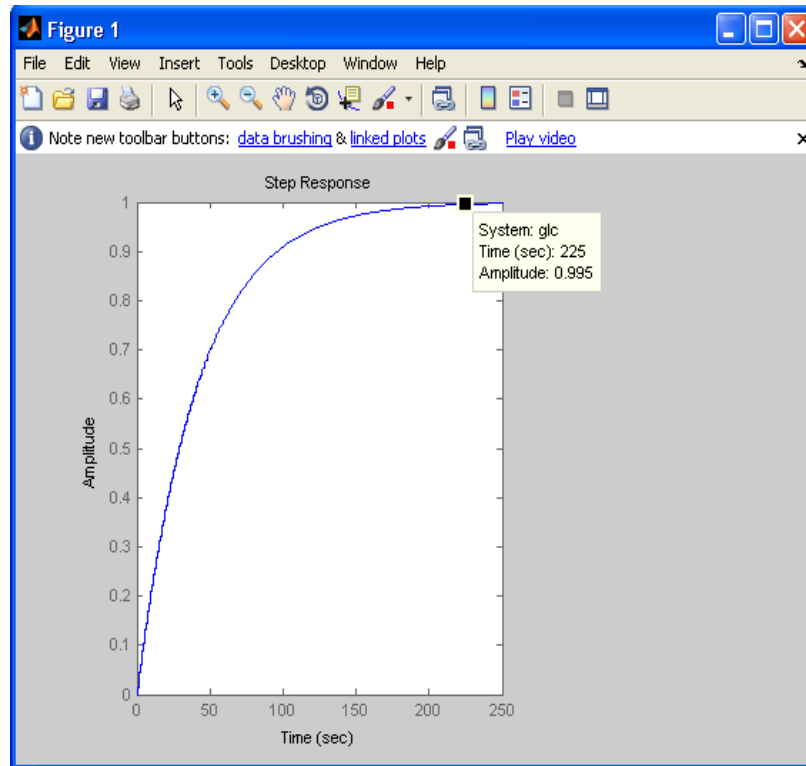 Figure 1
File Edit View Insert Tools Desktop Window Help
Note new toolbar buttons: data brushing & linked plots Play video
Step Response
System: glc
Time (sec): 225
Amplitude: 0.995
1
0.9
0.8
0.7
0.6
0.5
0.4
0.3
0.2
0.1
0
Amplitude
0 50 100 150 200 250
Time (sec)